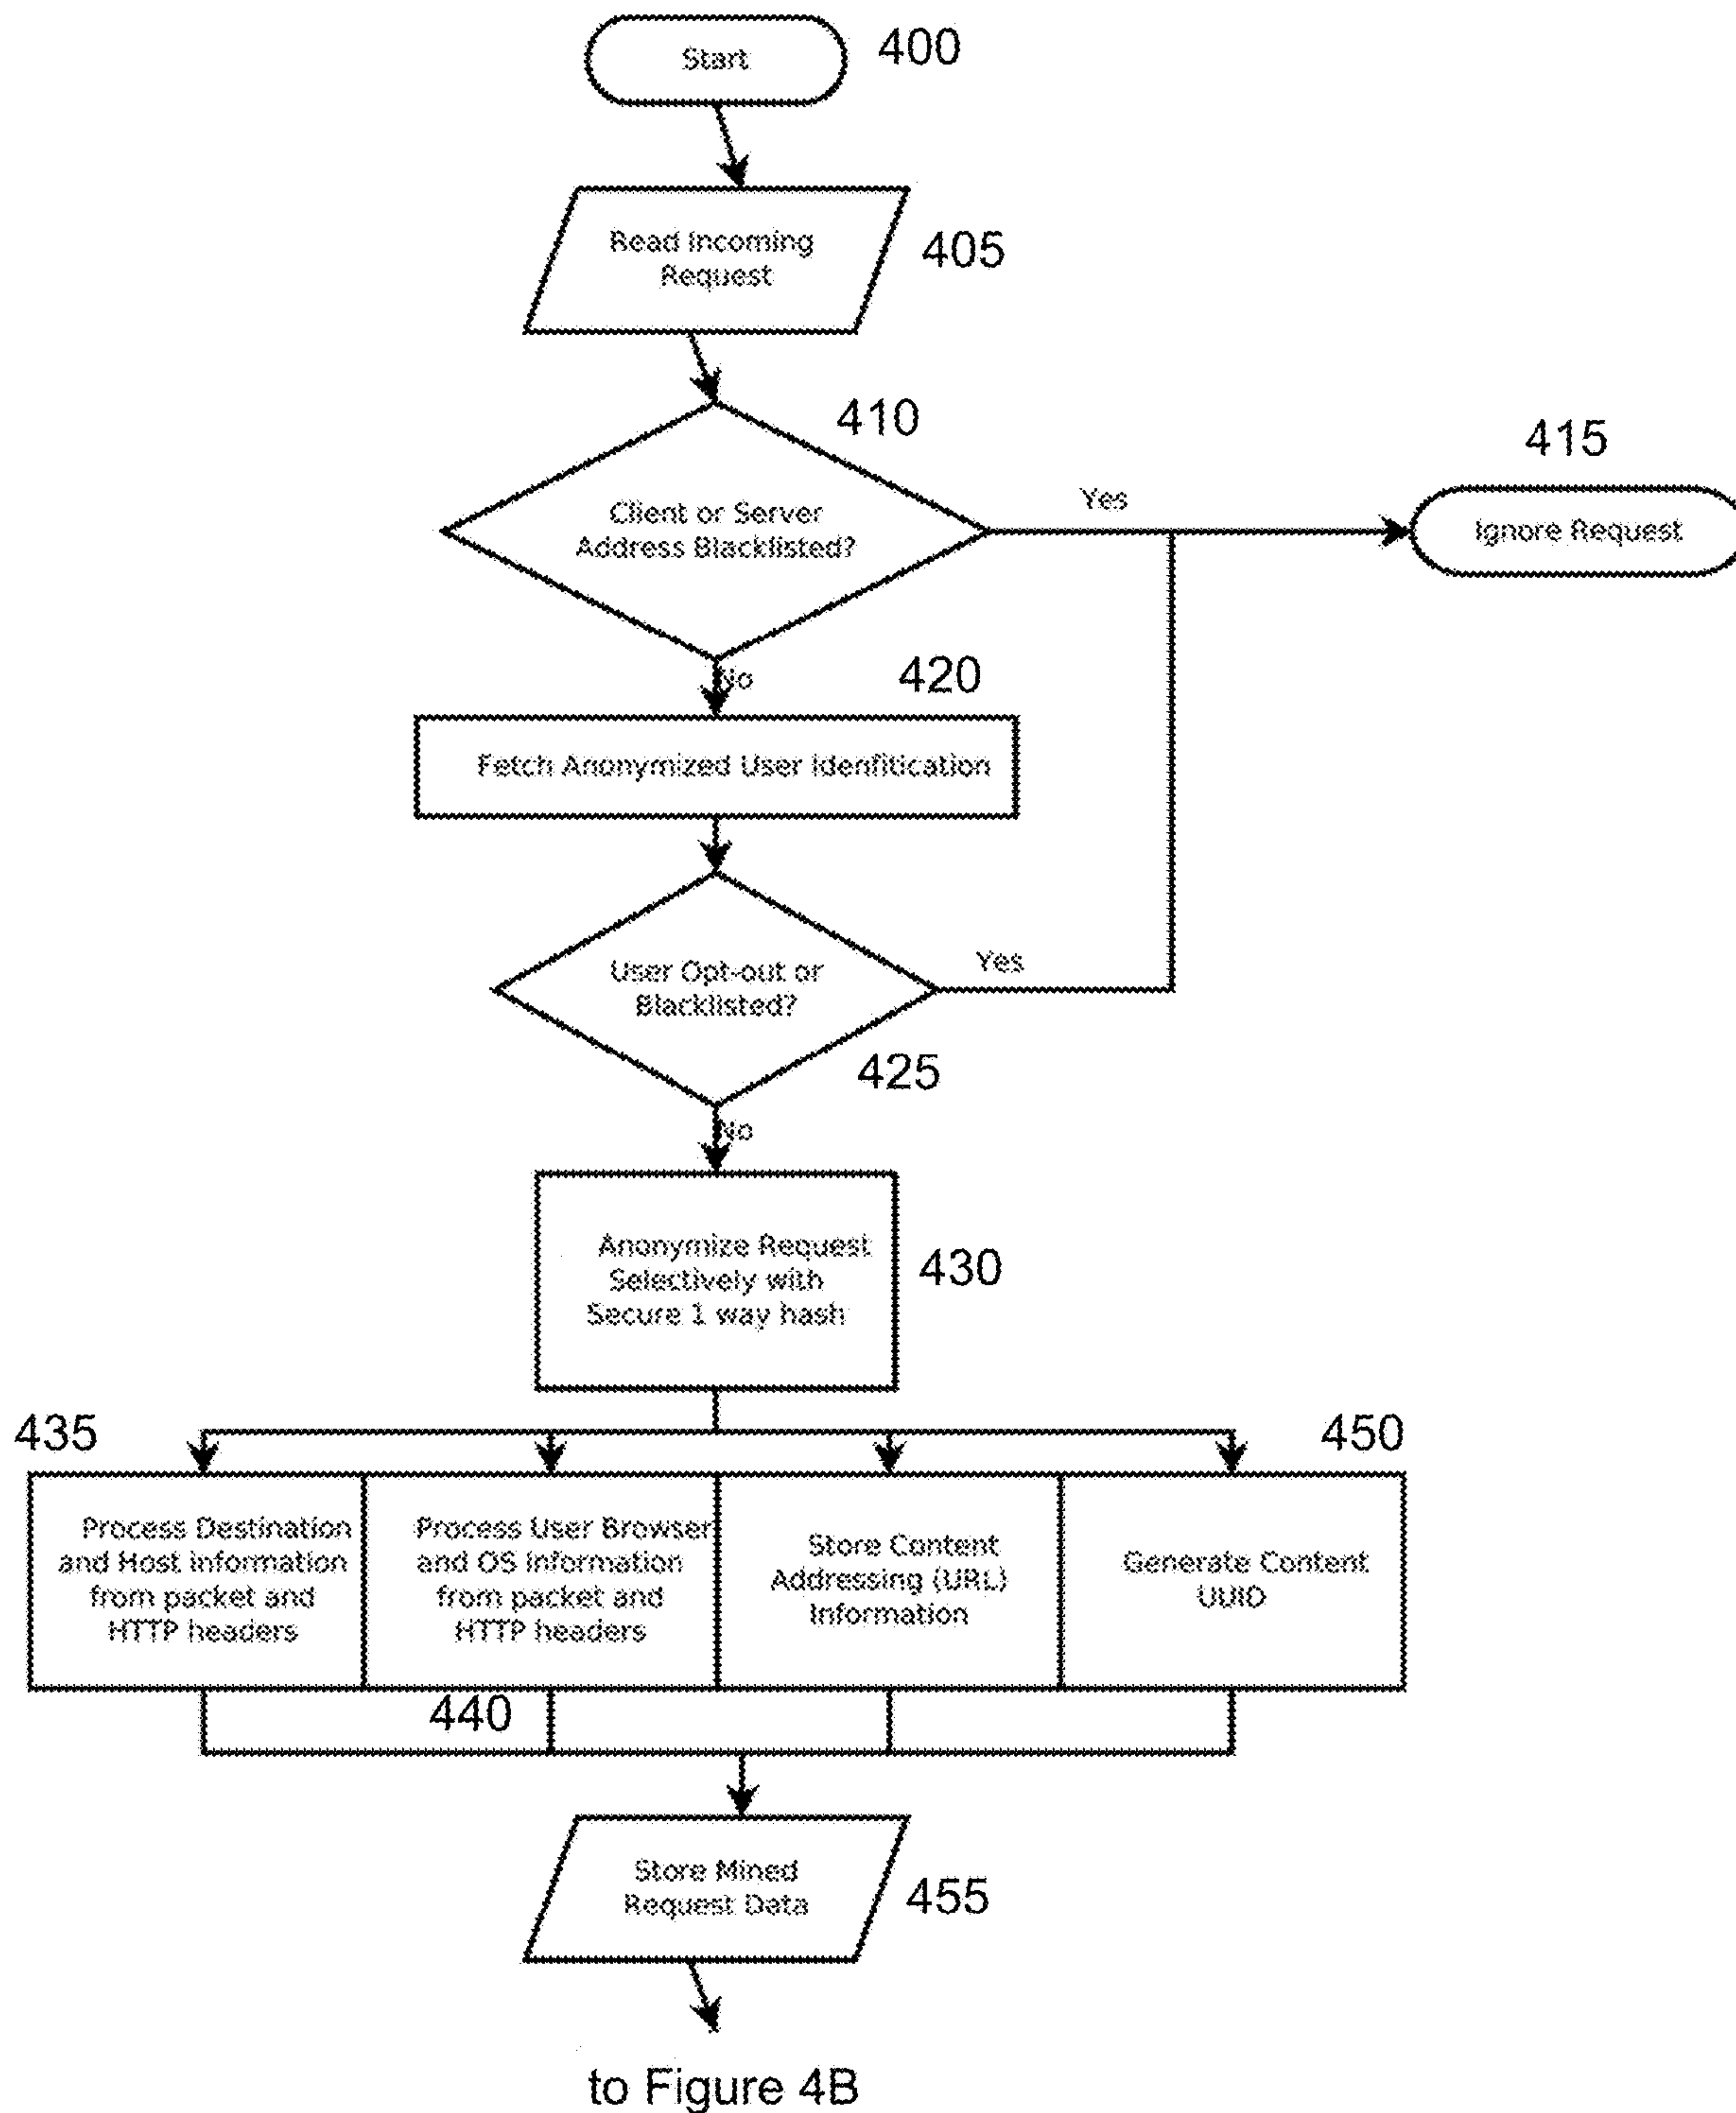 Start
400
Read Incoming
Request
405
410
Client or Server
Address Blacklisted?
Yes
415
Ignore Request
No
420
Fetch Anonymized User Idenfitication
User Opt-out or
Blacklisted?
Yes
425
No
Anonymize Request
Selectively with
Secure 1 way hash
430
435
450
Process Destination
and Host information
from packet and
HTTP headers
Process User Browser
and OS information
from packet and
HTTP headers
Store Content
Addressing (URL)
Information
Generate Content
UUID
440
Store Mined
Request Data
455
to Figure 4B